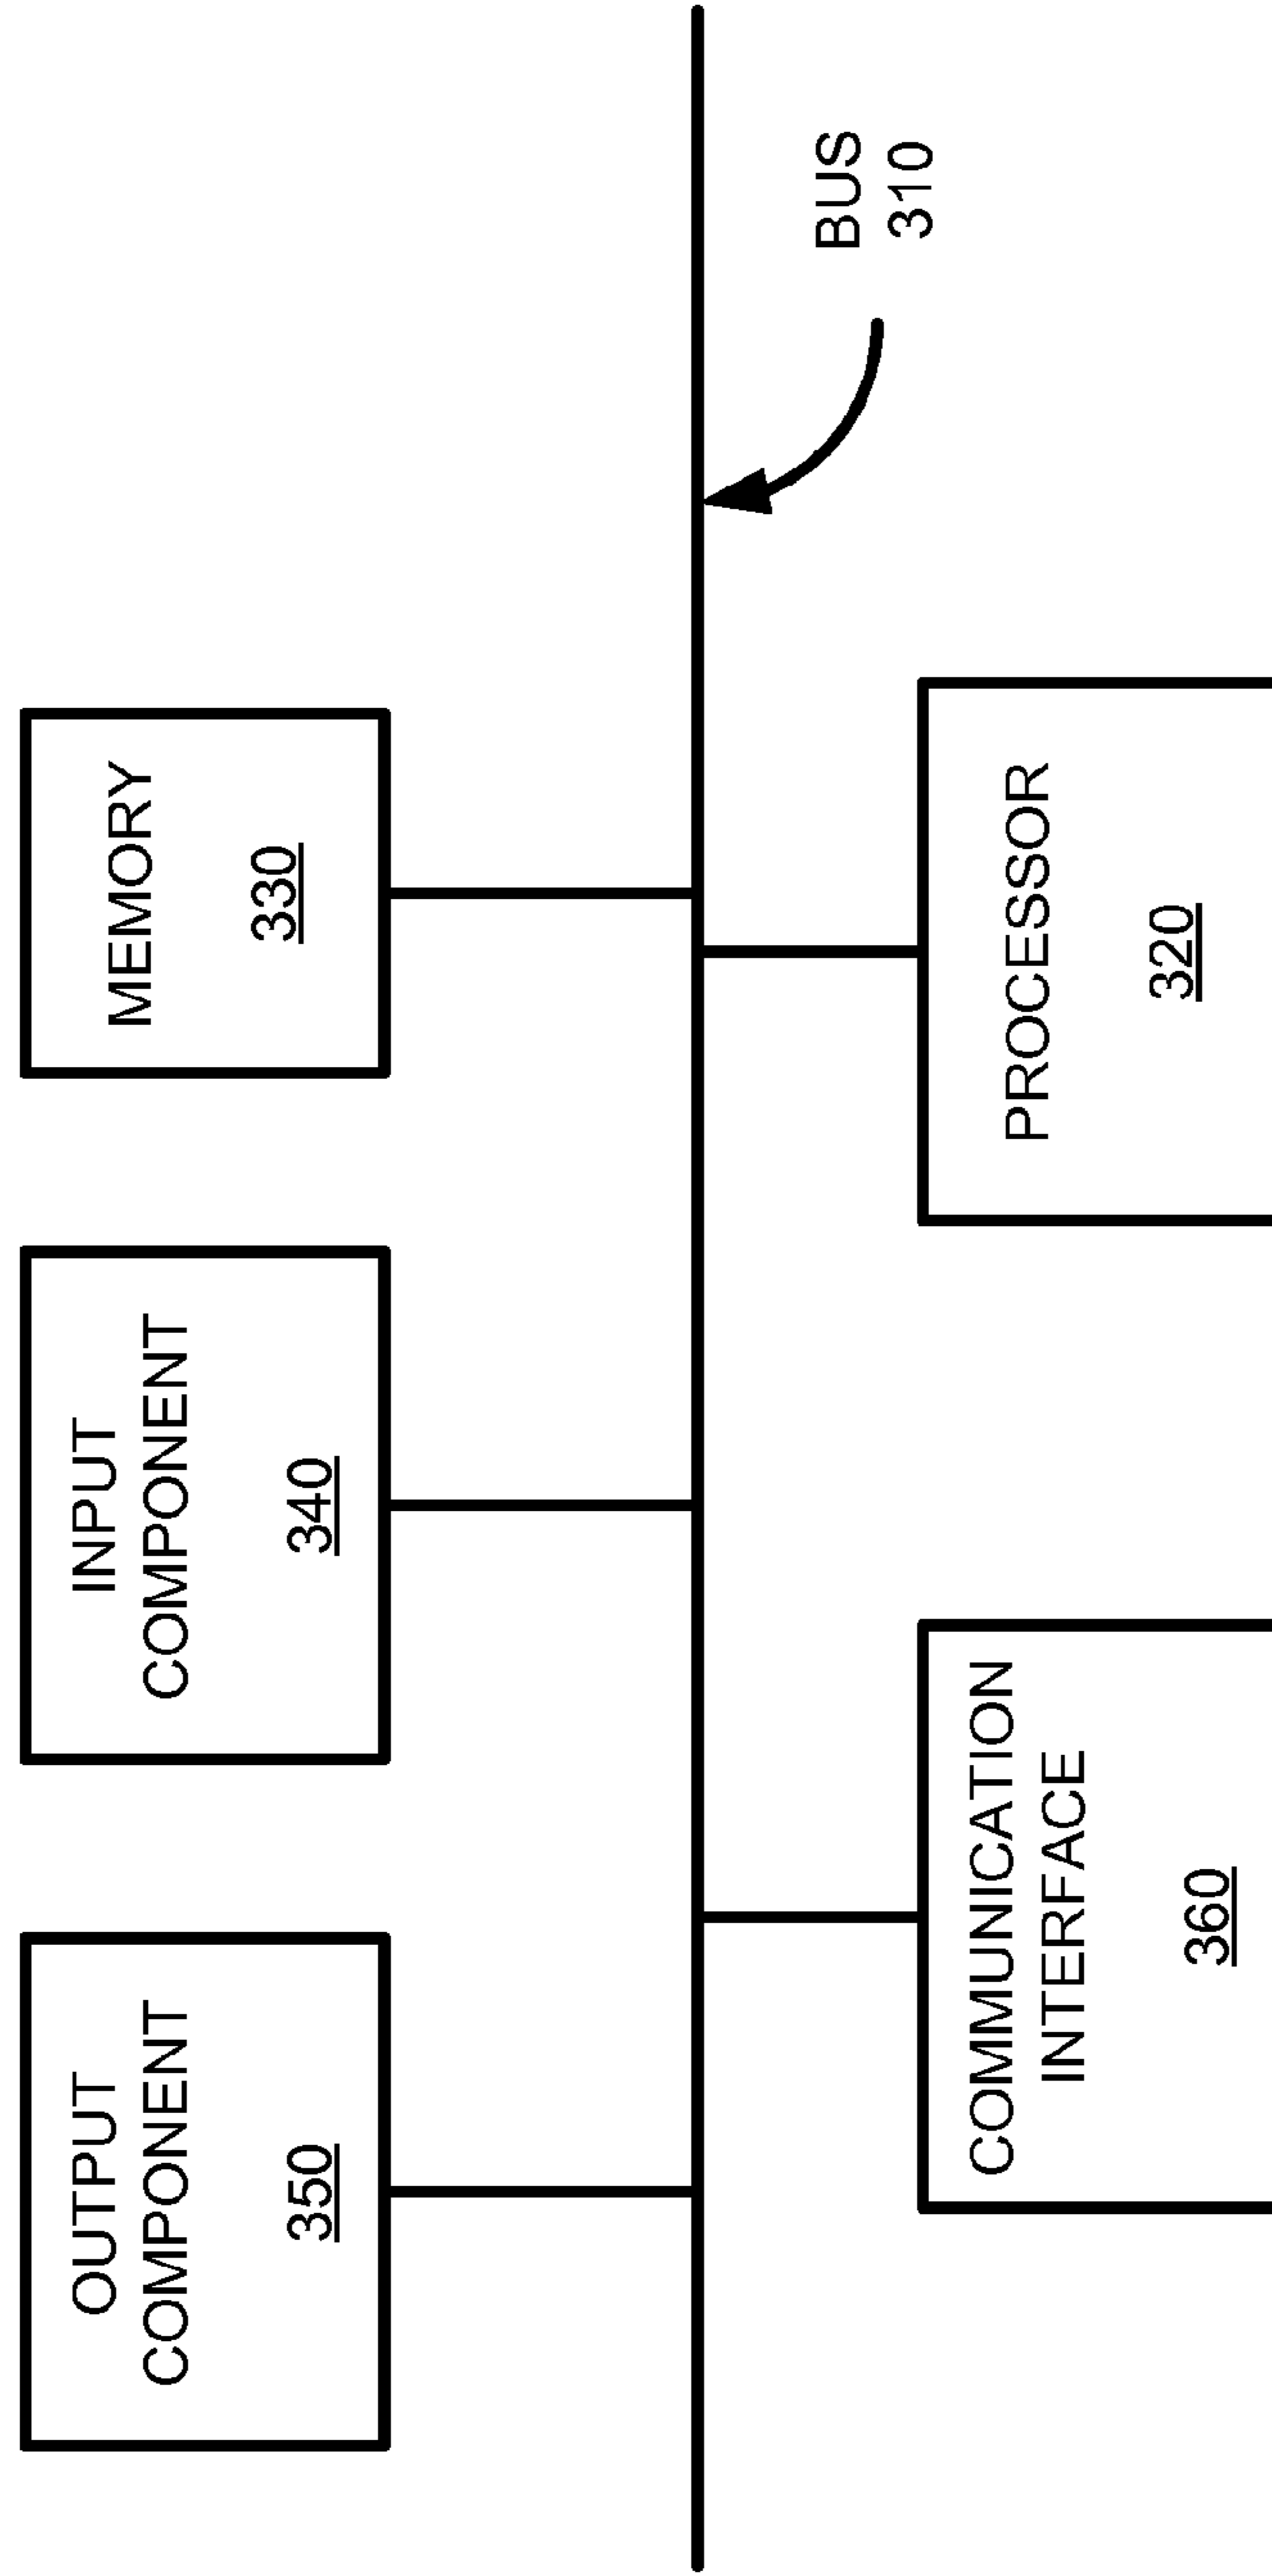 OUTPUT
COMPONENT
350
INPUT
COMPONENT
340
MEMORY
330
BUS
310
COMMUNICATION
INTERFACE
360
PROCESSOR
320